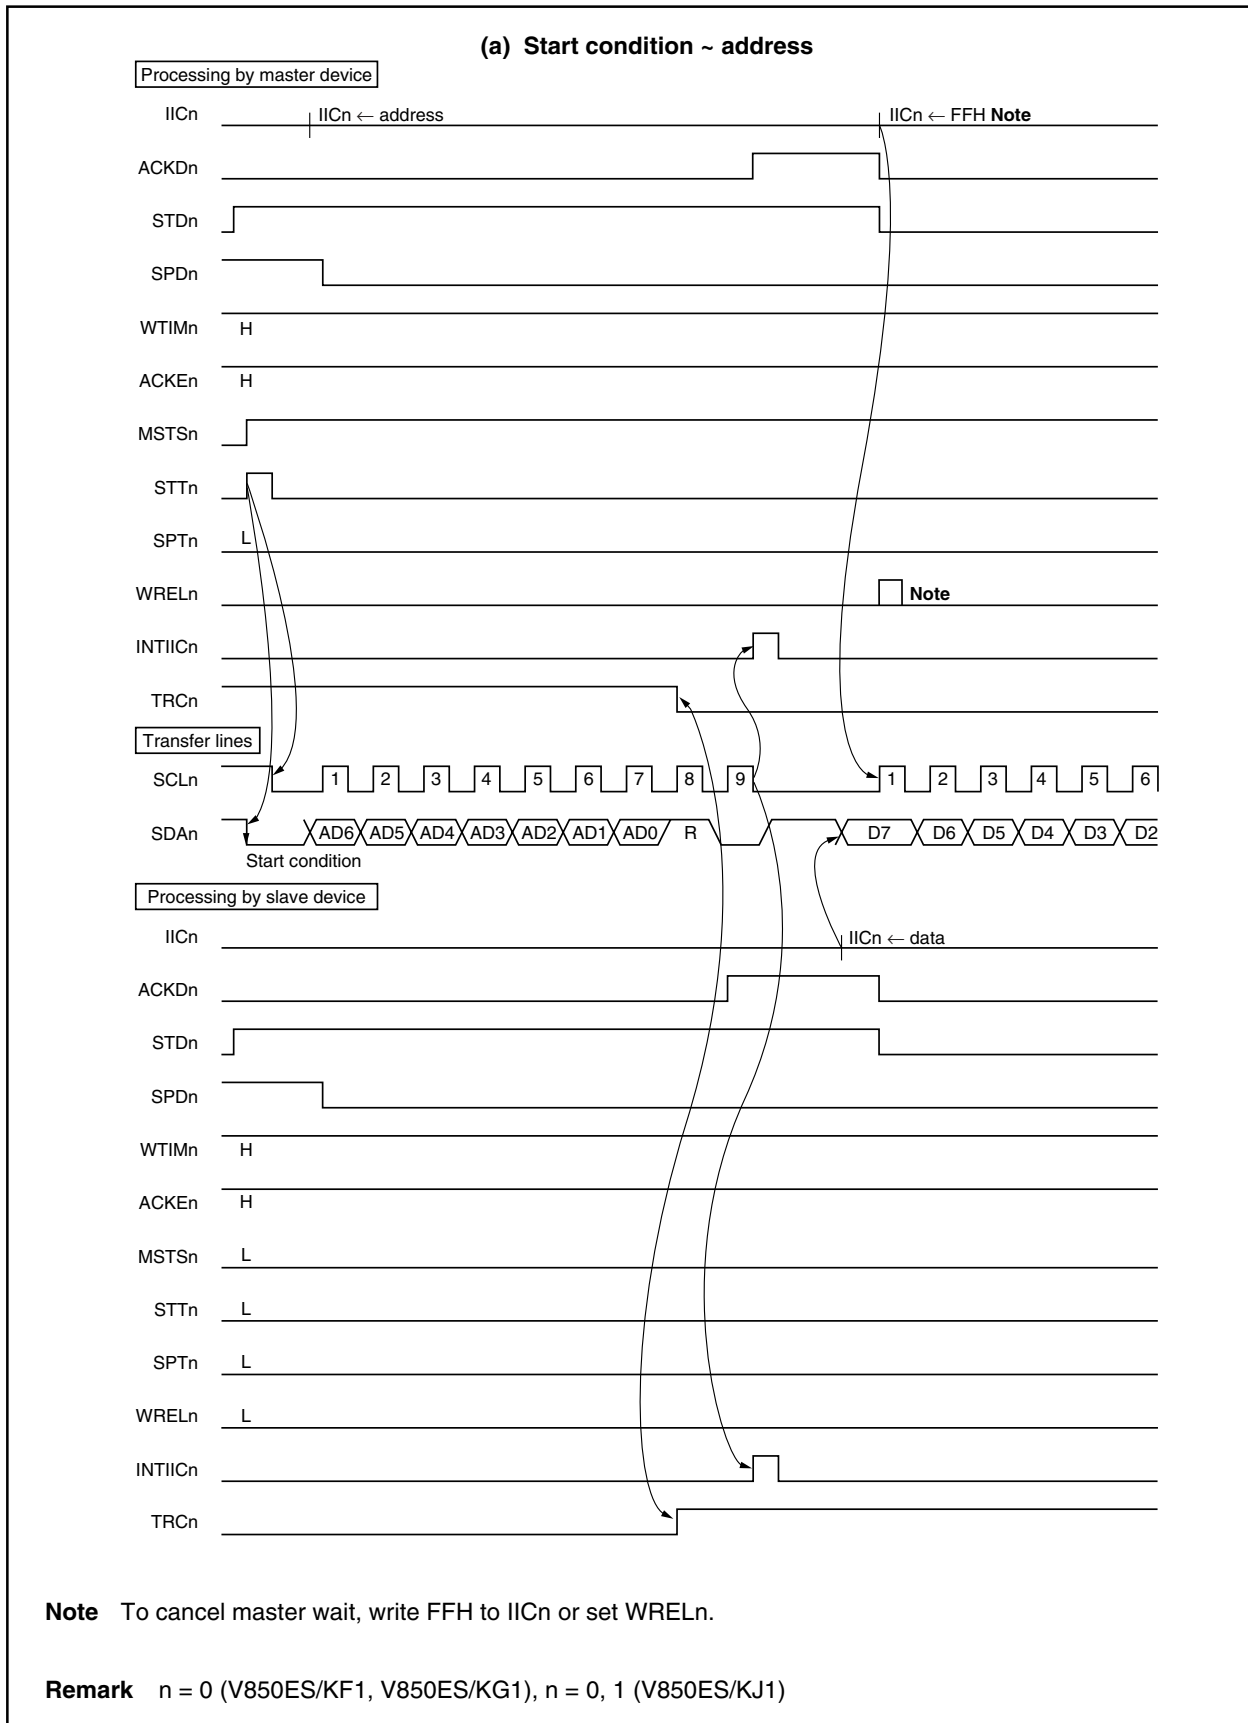 (a) Start condition ~ address
Processing by master device
IICn IICn ← address IICn ← FFH Note
ACKDn
STDn
SPDn
WTIMn H
ACKEn H
MSTSn
STTn
SPTn L
WRELn Note
INTIICn
TRCn
Transfer lines
SCLn 1 2 3 4 5 6 7 8 9 1 2 3 4 5 6
SDAn AD6 AD5 AD4 AD3 AD2 AD1 AD0 R D7 D6 D5 D4 D3 D2
Start condition
Processing by slave device
IICn IICn ← data
ACKDn
STDn
SPDn
WTIMn H
ACKEn H
MSTSn L
STTn L
SPTn L
WRELn L
INTIICn
TRCn
Note To cancel master wait, write FFH to IICn or set WRELn.
Remark n = 0 (V850ES/KF1, V850ES/KG1), n = 0, 1 (V850ES/KJ1)